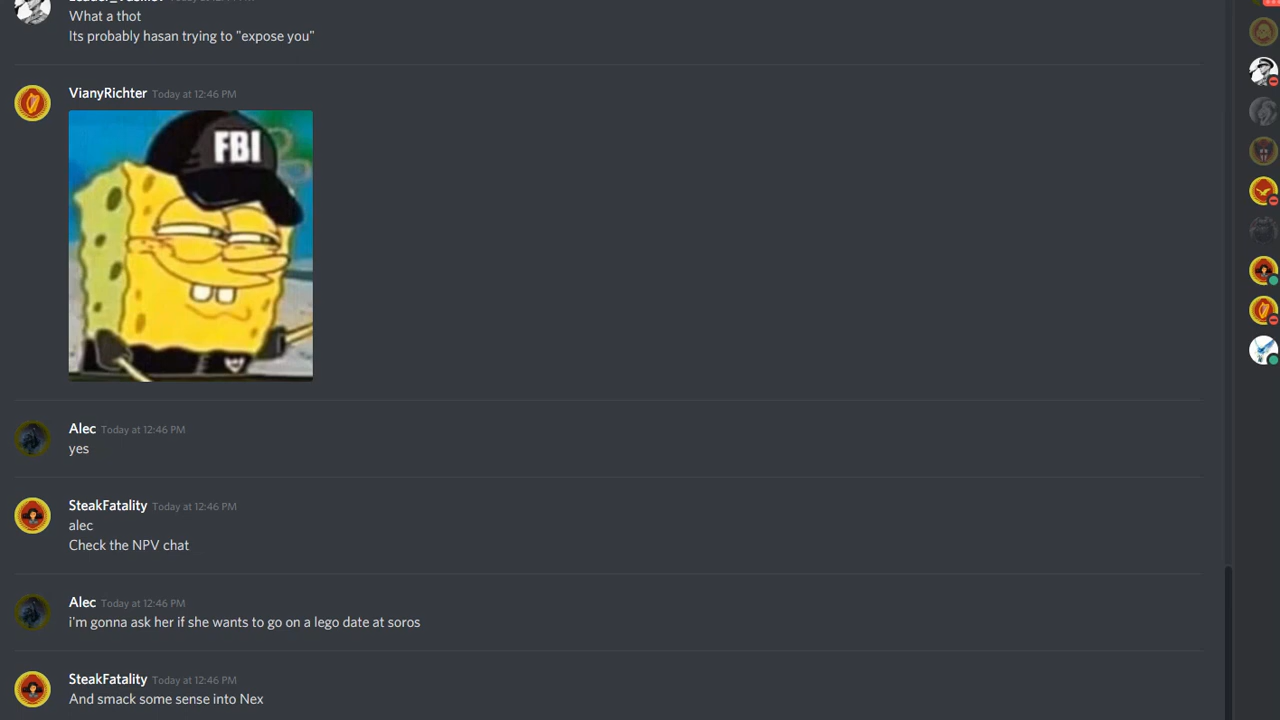 What a thot
Its probably hasan trying to "expose you"
VianyRichter Today at 12:46 PM
FBI
Alec Today at 12:46 PM
yes
SteakFatality Today at 12:46 PM
alec
Check the NPV chat
Alec Today at 12:46 PM
i'm gonna ask her if she wants to go on a lego date at soros
SteakFatality Today at 12:46 PM
And smack some sense into Nex